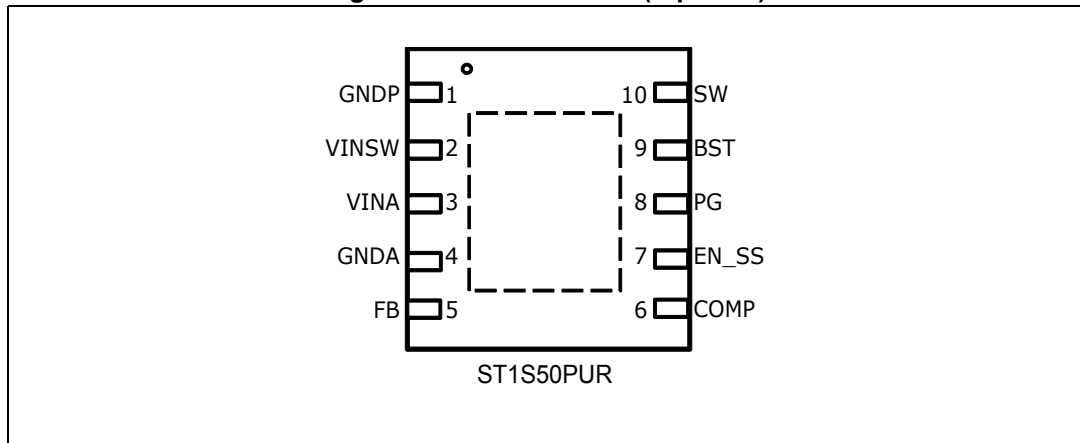 GNDP 1 10 SW
VINSW 2 9 BST
VINA 3 8 PG
GNDA 4 7 EN_SS
FB 5 6 COMP
ST1S50PUR